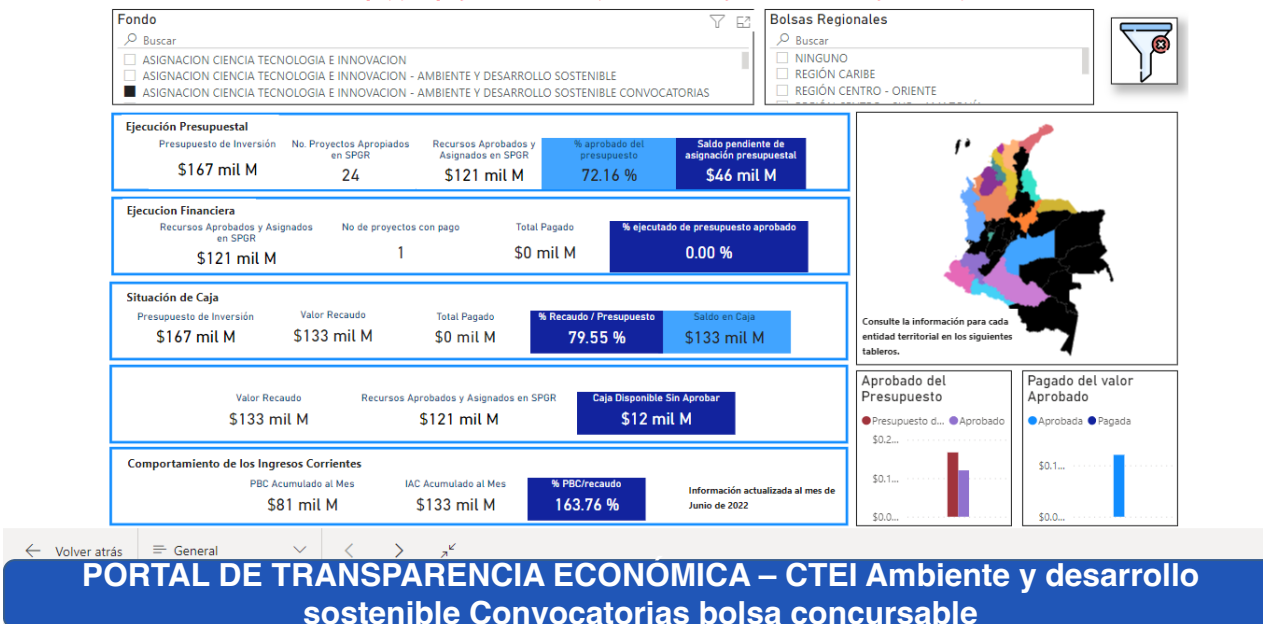 Fondo
Buscar
ASIGNACION CIENCIA TECNOLOGIA E INNOVACION
ASIGNACION CIENCIA TECNOLOGIA E INNOVACION - AMBIENTE Y DESARROLLO SOSTENIBLE
ASIGNACION CIENCIA TECNOLOGIA E INNOVACION - AMBIENTE Y DESARROLLO SOSTENIBLE CONVOCATORIAS
Bolsas Regionales
Buscar
NINGUNO
REGIÓN CARIBE
REGIÓN CENTRO - ORIENTE
Ejecución Presupuestal
Presupuesto de Inversión
$167 mil M
No. Proyectos Apropiados
en SPGR
24
Recursos Aprobados y
Asignados en SPGR
$121 mil M
% aprobado del
presupuesto
72.16 %
Saldo pendiente de
asignación presupuestal
$46 mil M
Ejecucion Financiera
Recursos Aprobados y Asignados
en SPGR
$121 mil M
No de proyectos con pago
1
Total Pagado
$0 mil M
% ejecutado de presupuesto aprobado
0.00 %
Situación de Caja
Presupuesto de Inversión
$167 mil M
Valor Recaudo
$133 mil M
Total Pagado
$0 mil M
% Recaudo / Presupuesto
79.55 %
Saldo en Caja
$133 mil M
Valor Recaudo
$133 mil M
Recursos Aprobados y Asignados en SPGR
$121 mil M
Caja Disponible Sin Aprobar
$12 mil M
Comportamiento de los Ingresos Corrientes
PBC Acumulado al Mes
$81 mil M
IAC Acumulado al Mes
$133 mil M
% PBC/recaudo
163.76 %
Información actualizada al mes de
Junio de 2022
Consulte la información para cada
entidad territorial en los siguientes
tableros.
Aprobado del
Presupuesto
Presupuesto d... Aprobado
$0.2...
$0.1...
$0.0...
Pagado del valor
Aprobado
Aprobada Pagada
$0.1...
$0.0...
Volver atrás
General
PORTAL DE TRANSPARENCIA ECONÓMICA – CTEI Ambiente y desarrollo
sostenible Convocatorias bolsa concursable